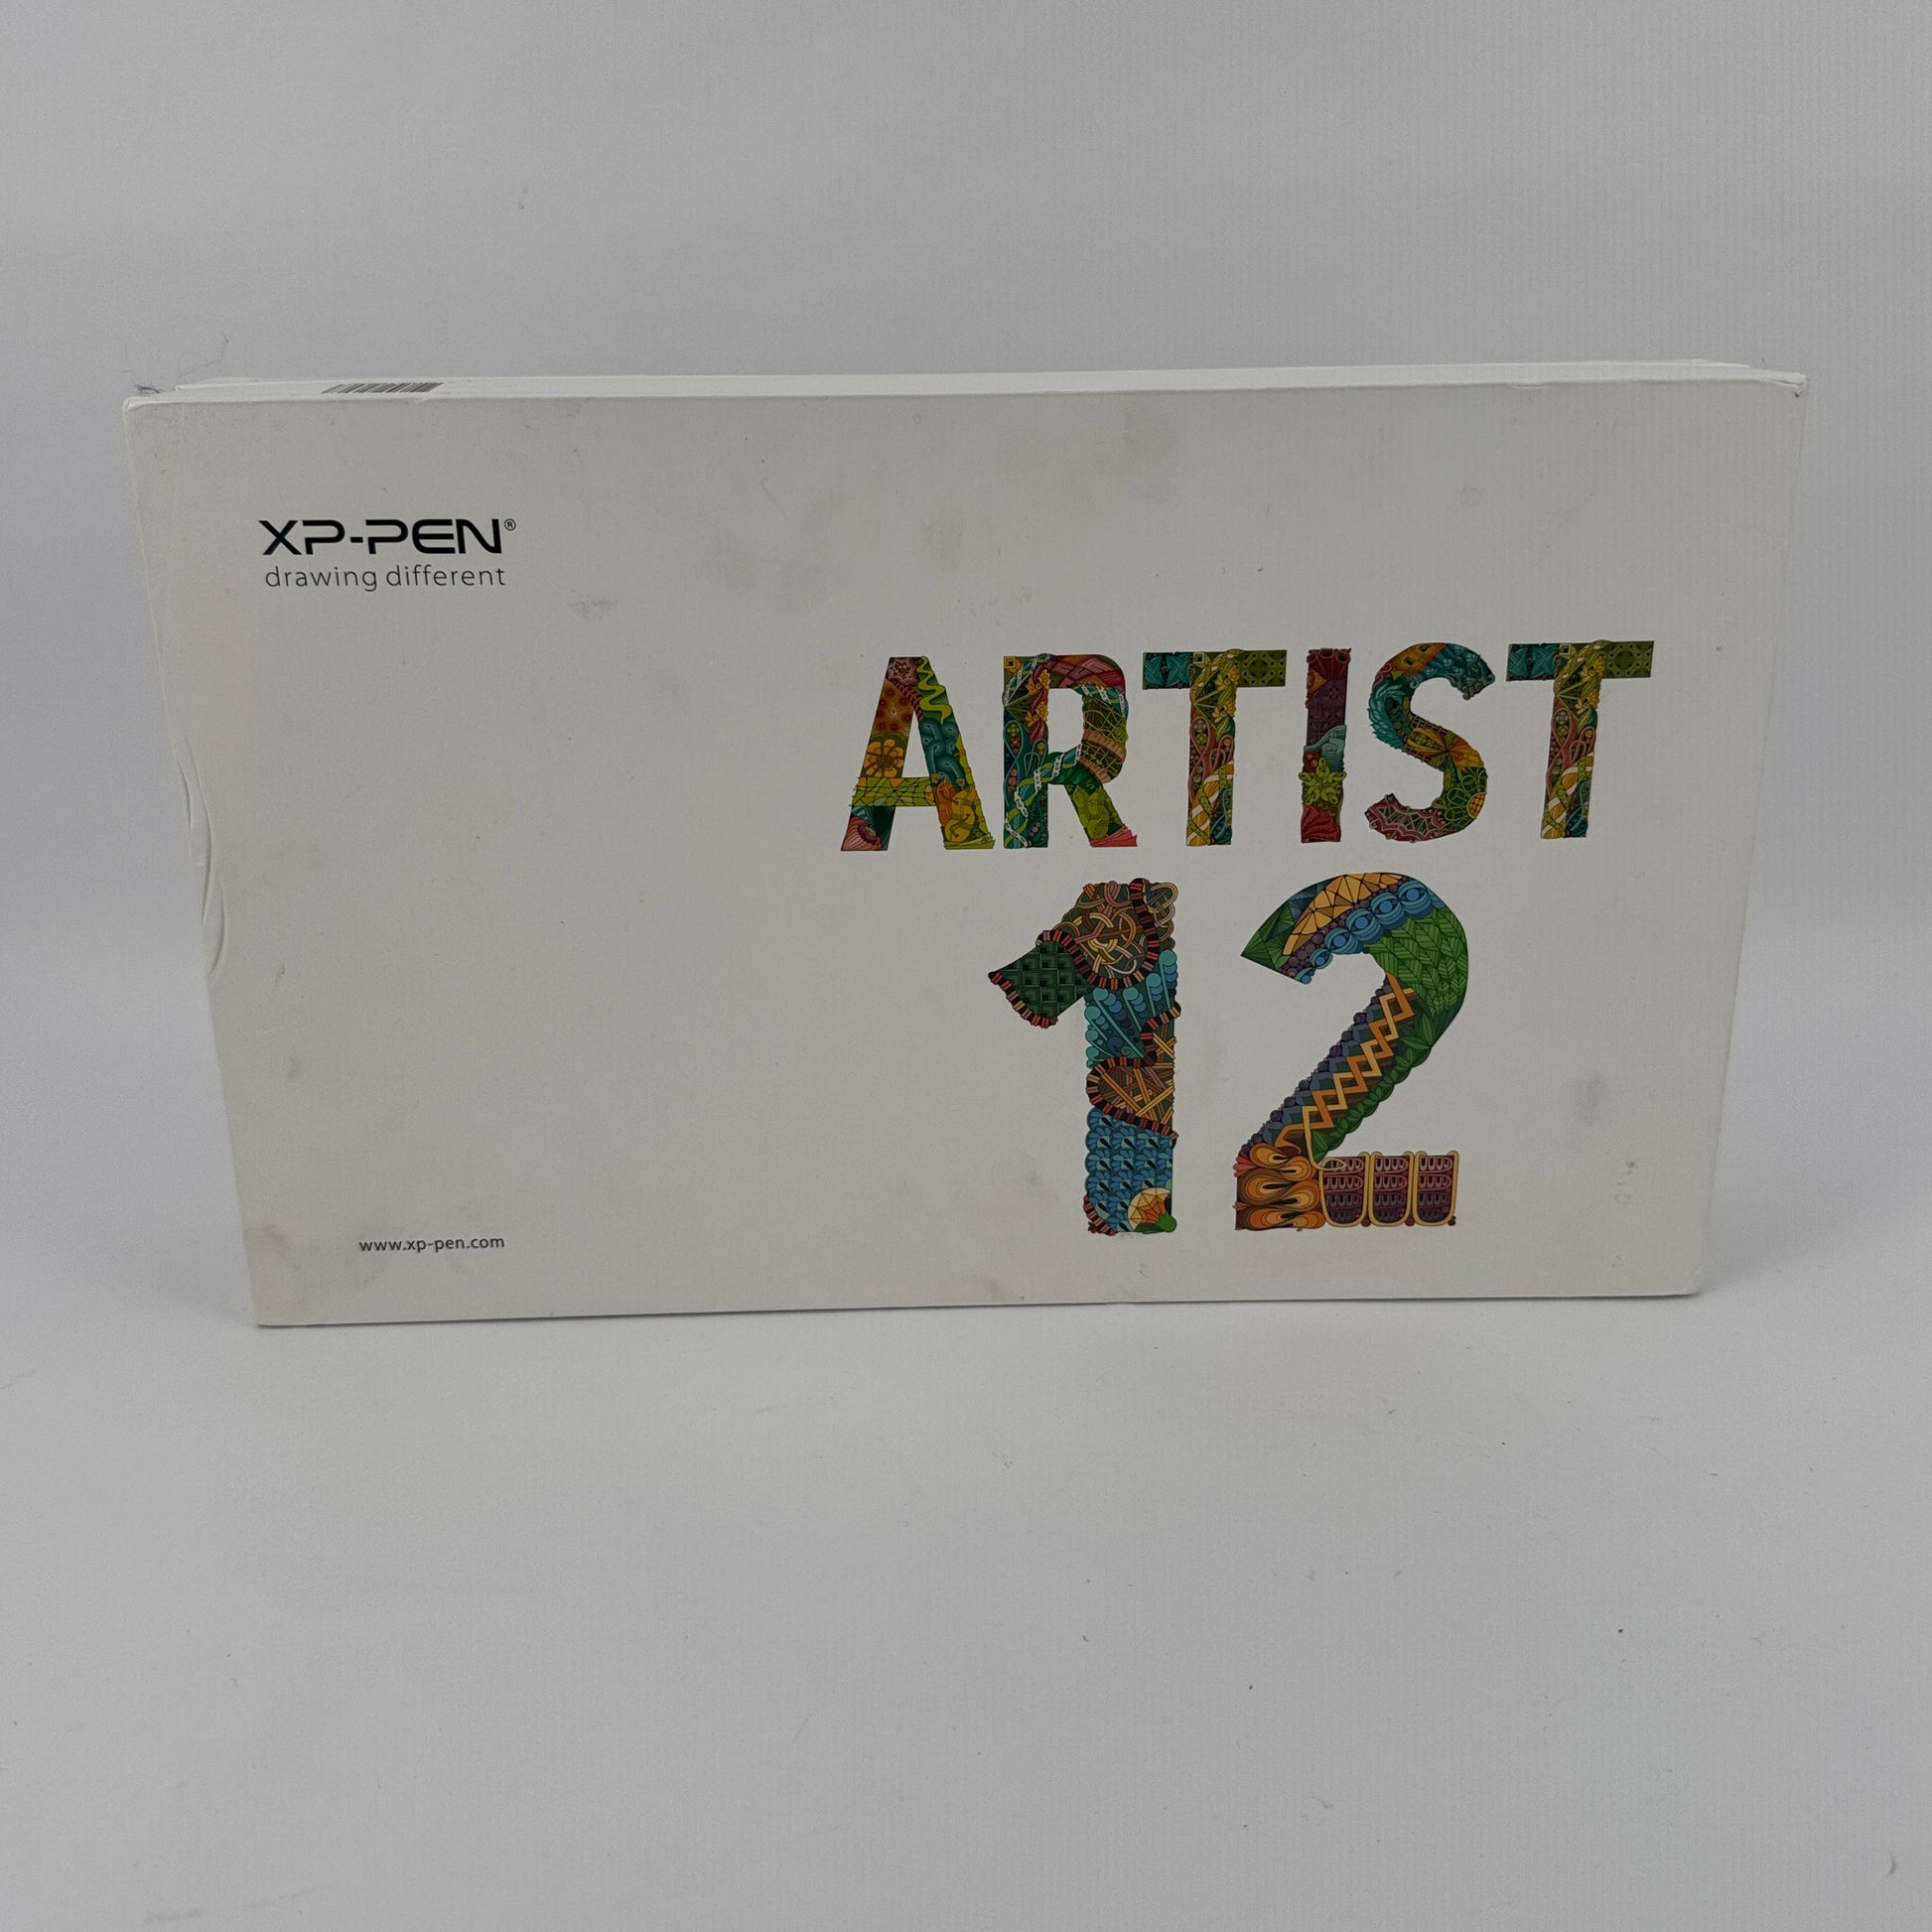 XP-PEN®
drawing different
ARTIST
12
www.xp-pen.com